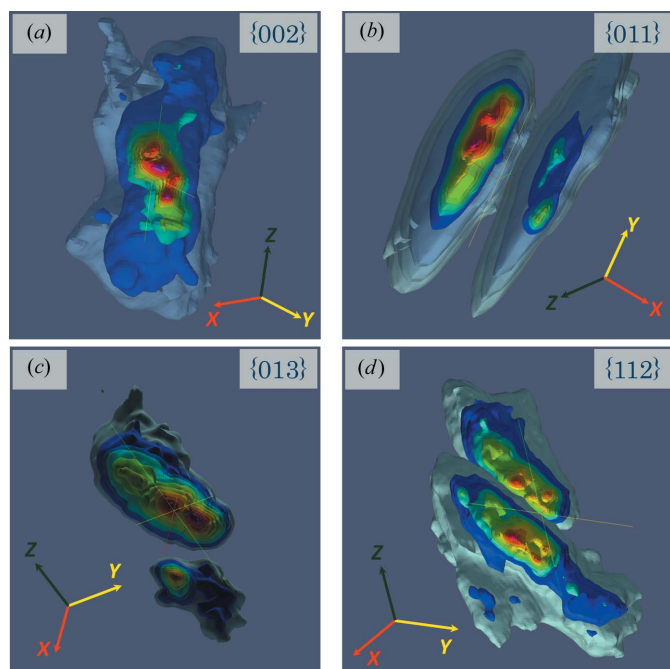 (a) {002}
Z
X
Y
(b) {011}
Y
Z
X
(c) {013}
Z
Y
X
(d) {112}
Z
Y
X